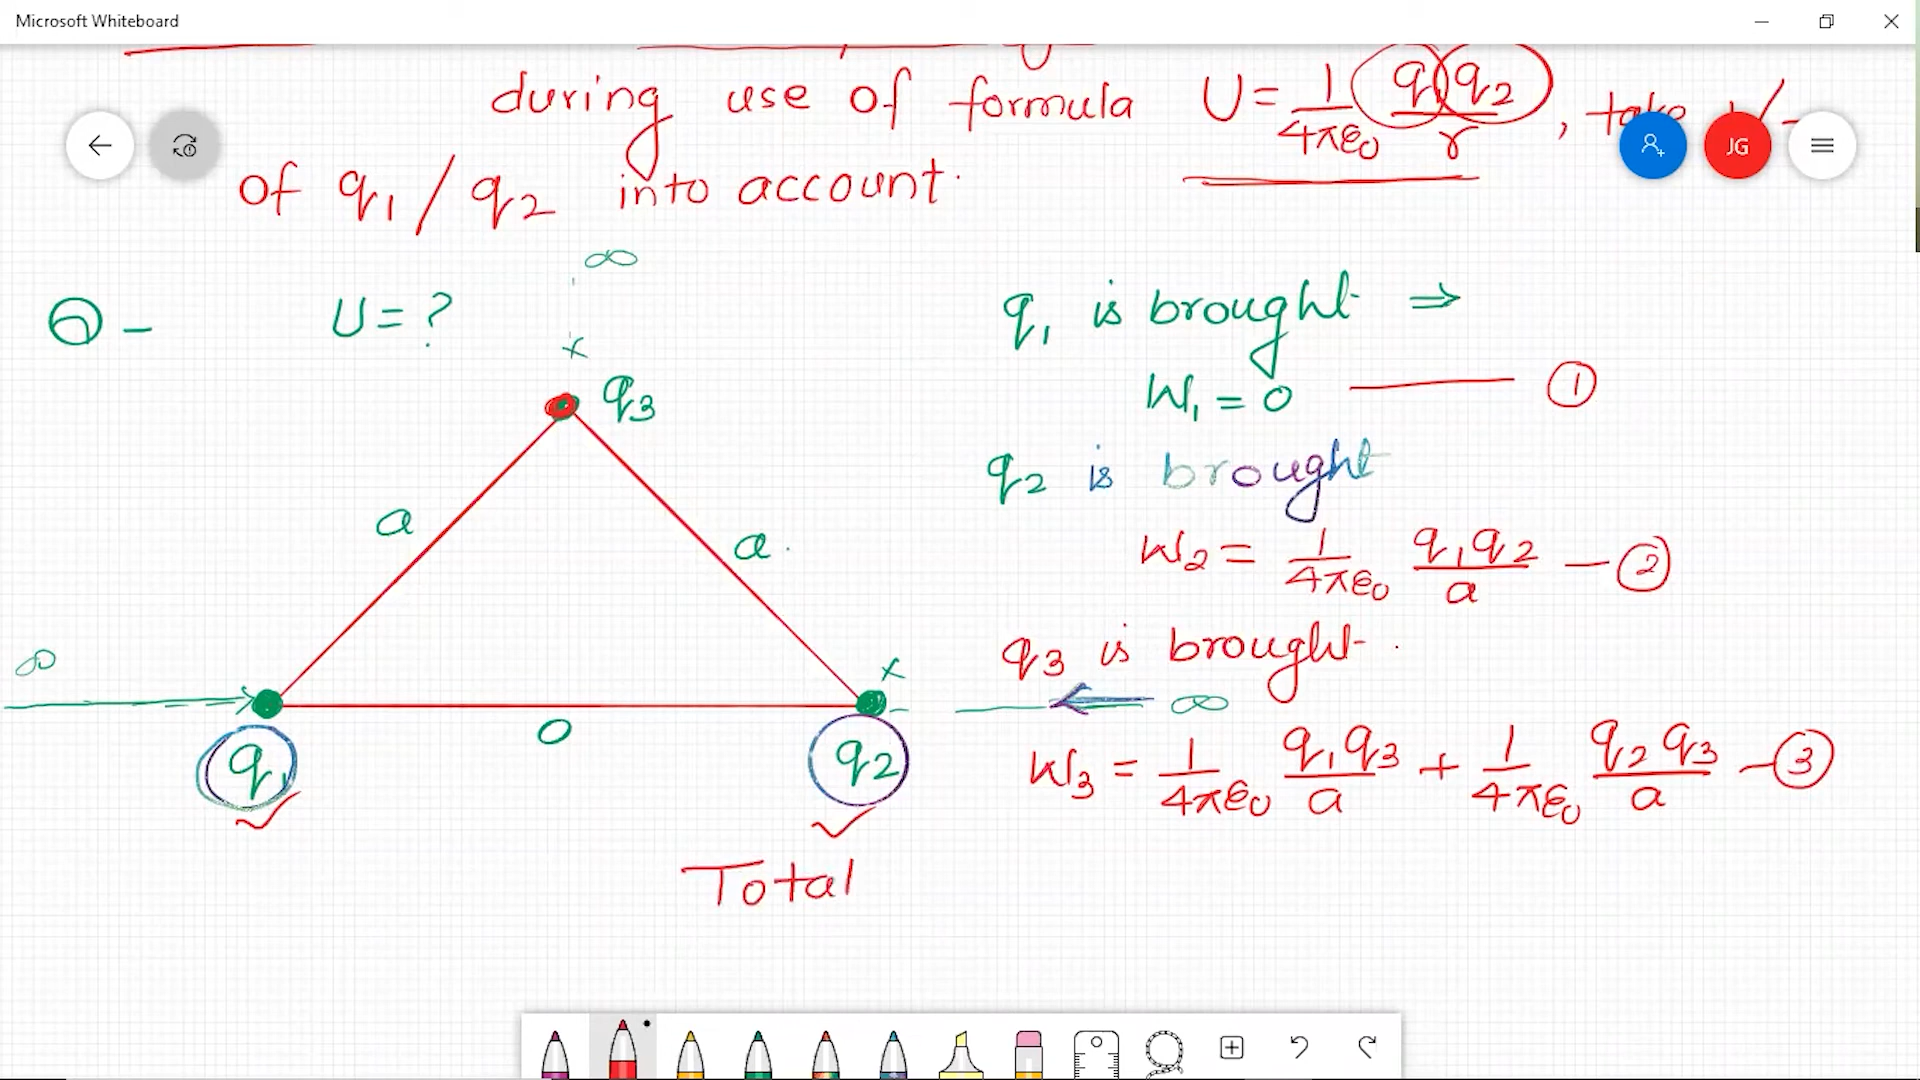 Microsoft Whiteboard
during use of formula U = 1/4πε₀ q₁q₂/r , take +/-
of q₁ / q₂ into account.
JG
∞
Q - U = ?
q₃
a
a
∞
q₁
q₂
Total
q₁ is brought ⇒
W₁ = 0 —— ①
q₂ is brought
W₂ = 1/4πε₀ q₁q₂/a — ②
q₃ is brought.
∞
W₃ = 1/4πε₀ q₁q₃/a + 1/4πε₀ q₂q₃/a — ③